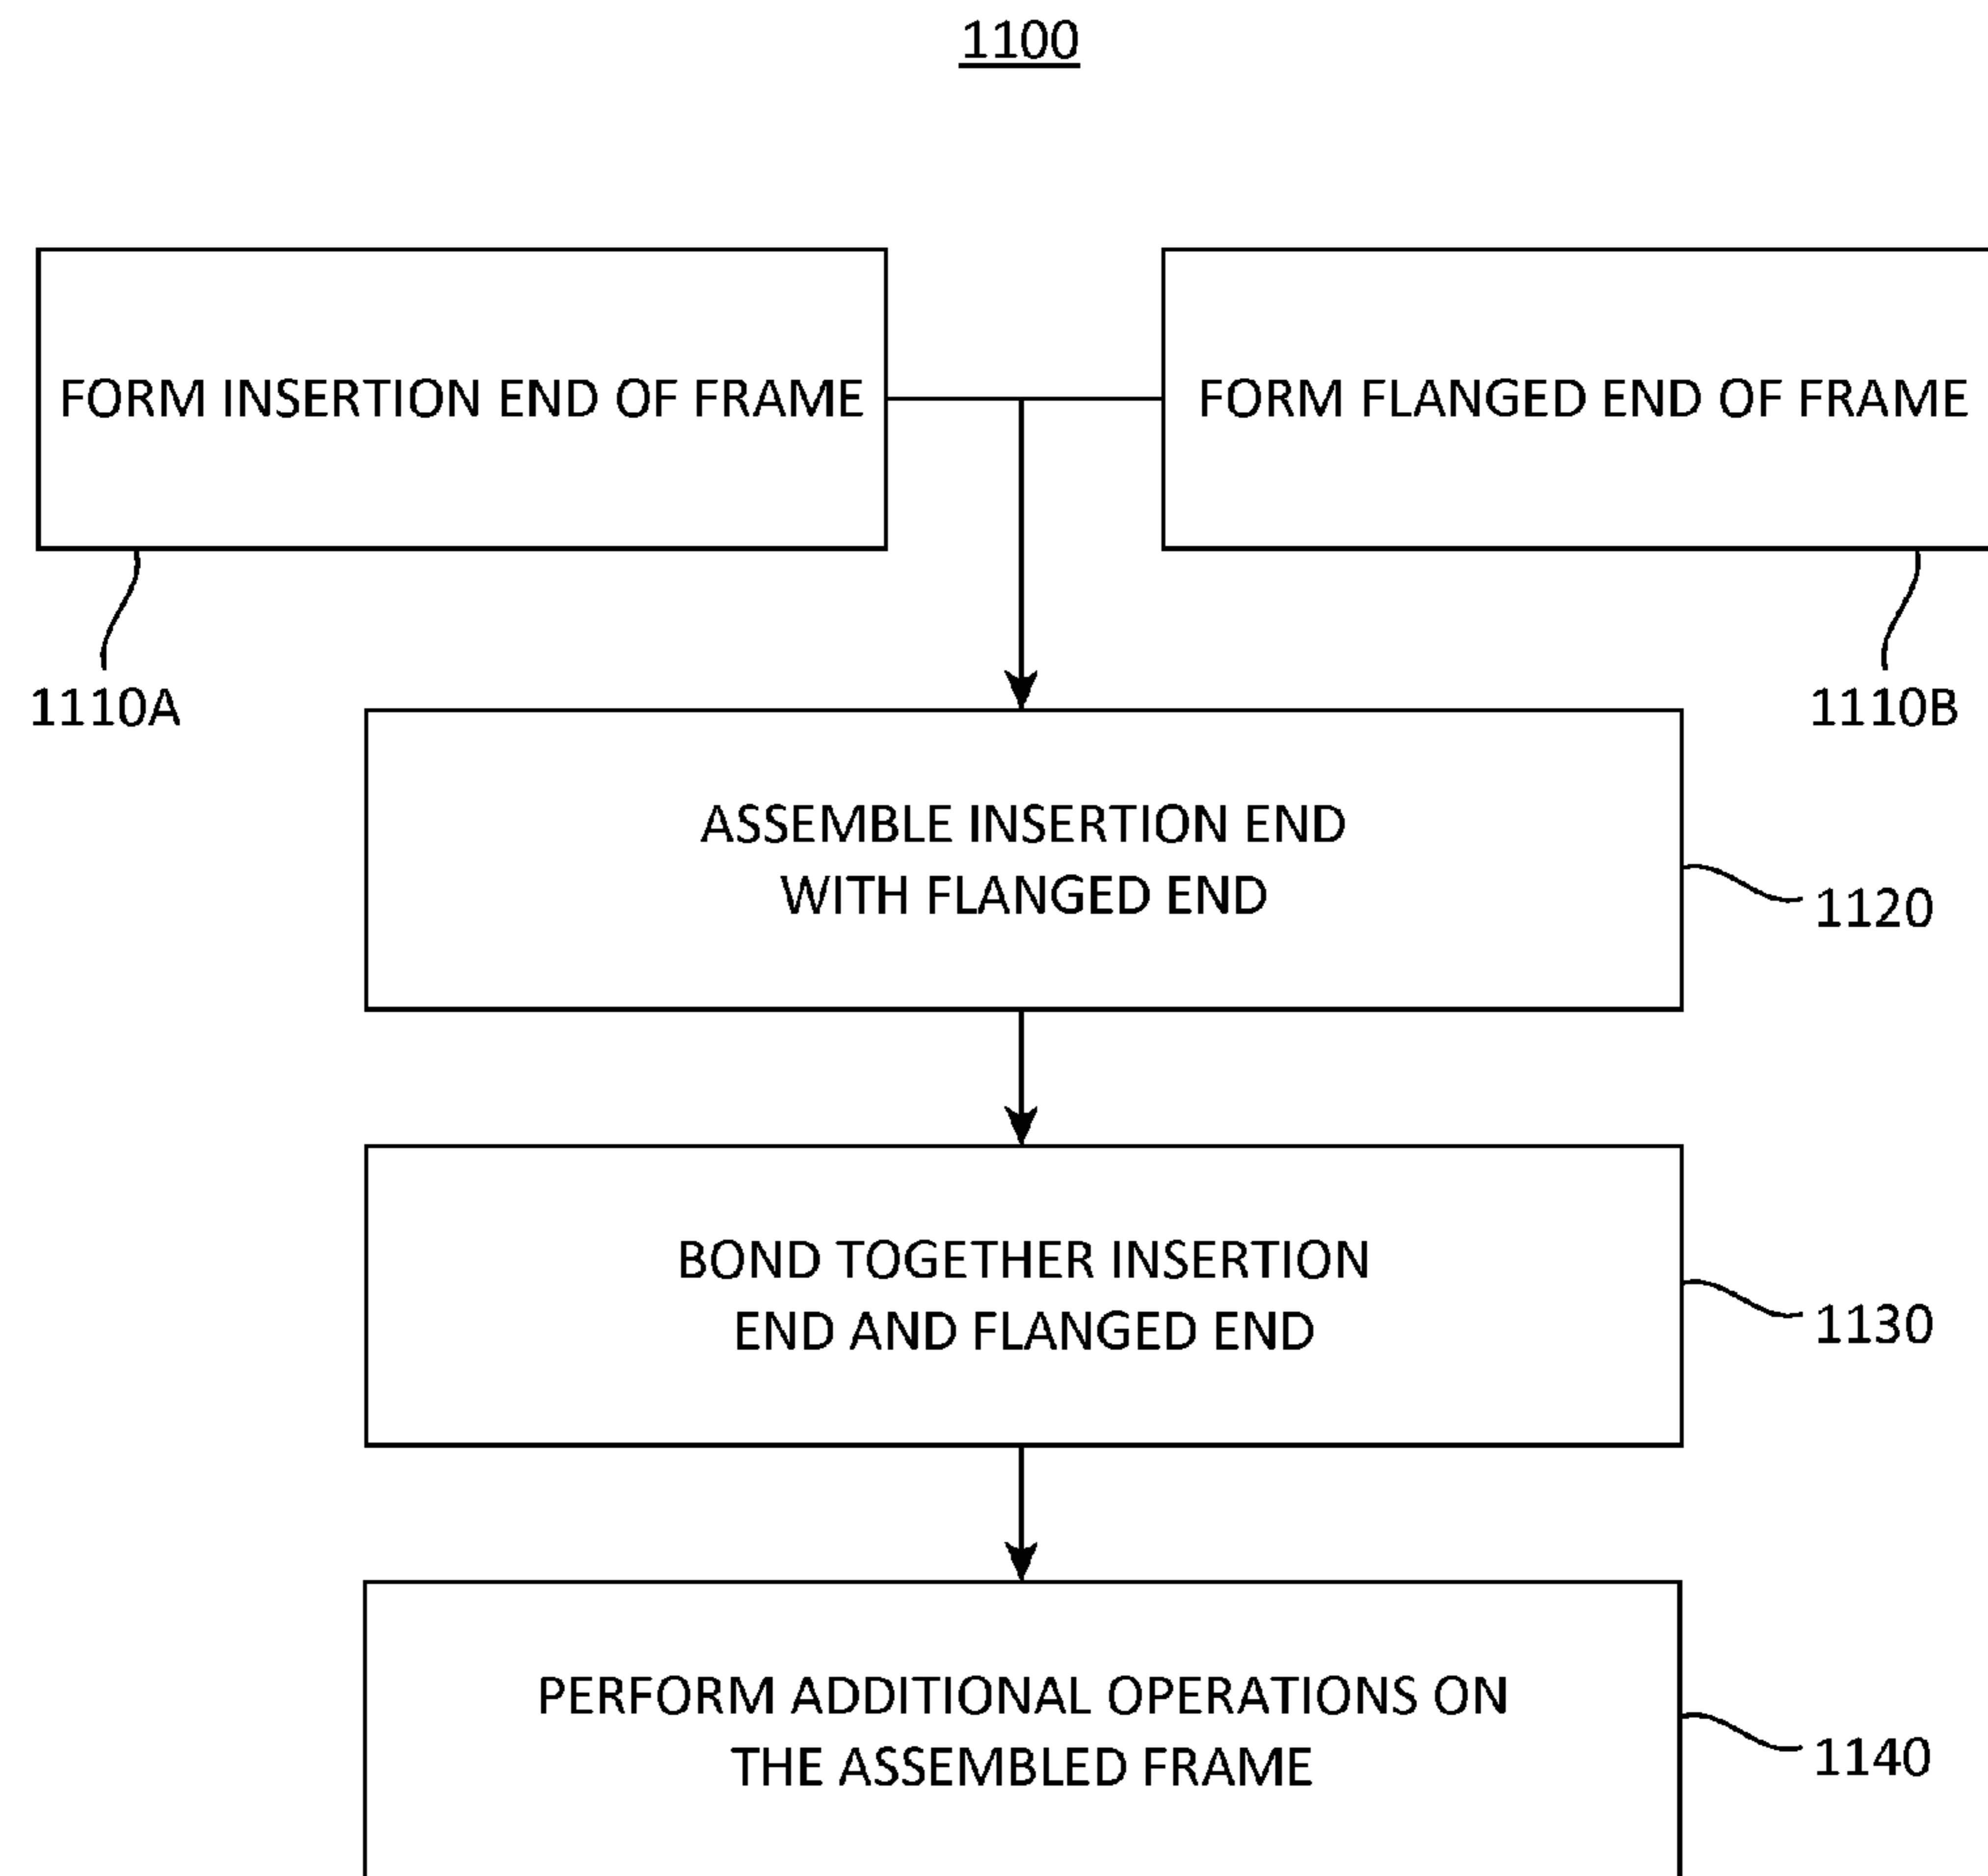 1100
FORM INSERTION END OF FRAME
FORM FLANGED END OF FRAME
1110A
1110B
ASSEMBLE INSERTION END
WITH FLANGED END
1120
BOND TOGETHER INSERTION
END AND FLANGED END
1130
PERFORM ADDITIONAL OPERATIONS ON
THE ASSEMBLED FRAME
1140